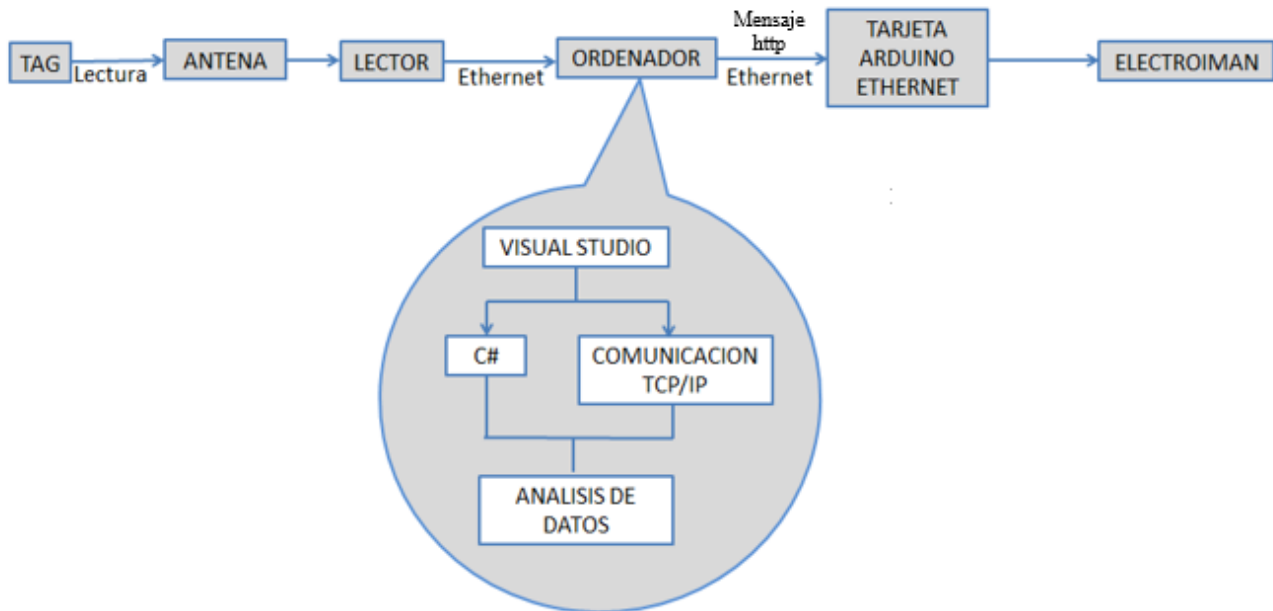 TAG
Lectura
ANTENA
LECTOR
Ethernet
ORDENADOR
Mensaje
http
Ethernet
TARJETA
ARDUINO
ETHERNET
ELECTROIMAN
VISUAL STUDIO
C#
COMUNICACION
TCP/IP
ANALISIS DE
DATOS